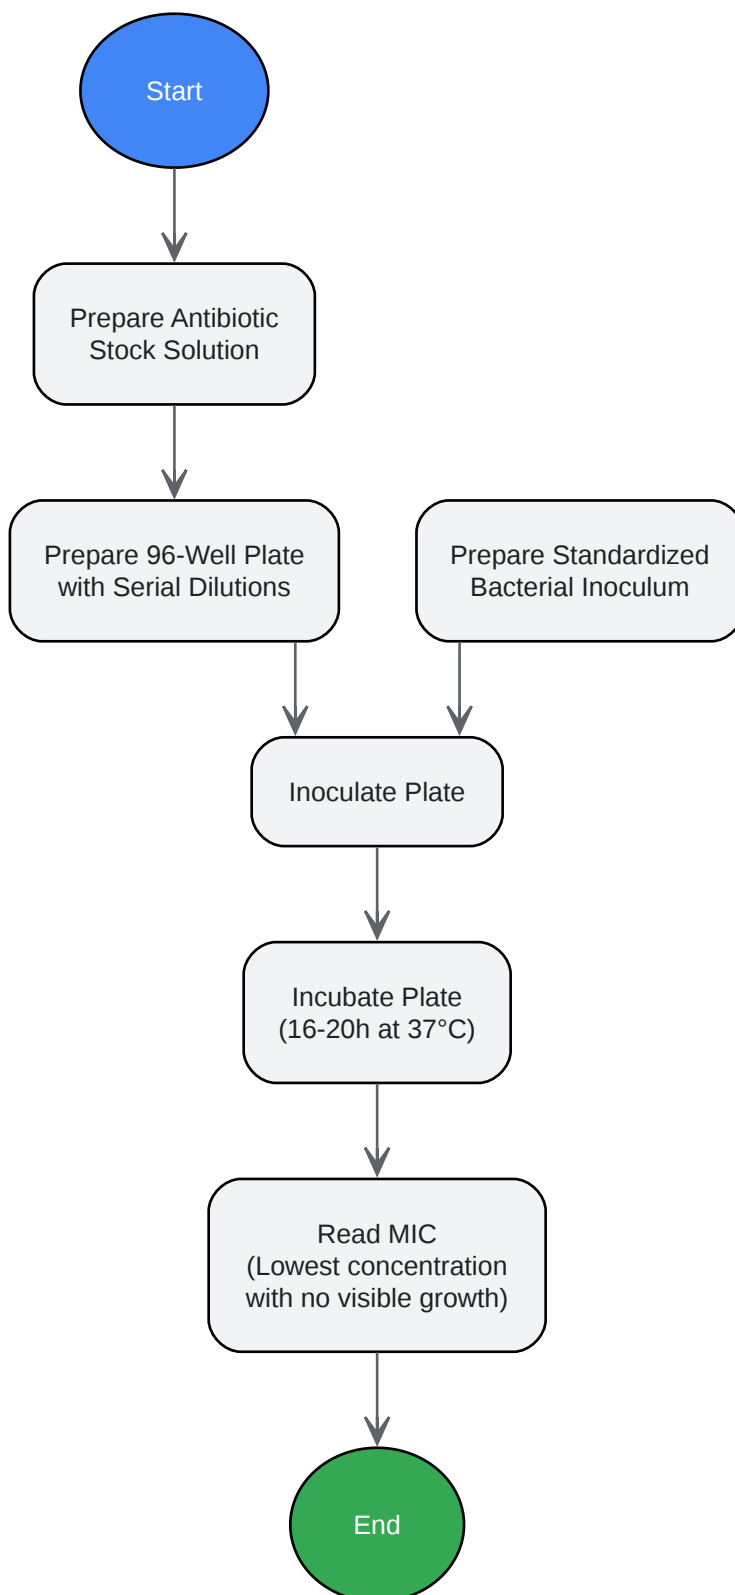 Start
Prepare Antibiotic
Stock Solution
Prepare 96-Well Plate
with Serial Dilutions
Prepare Standardized
Bacterial Inoculum
Inoculate Plate
Incubate Plate
(16-20h at 37°C)
Read MIC
(Lowest concentration
with no visible growth)
End